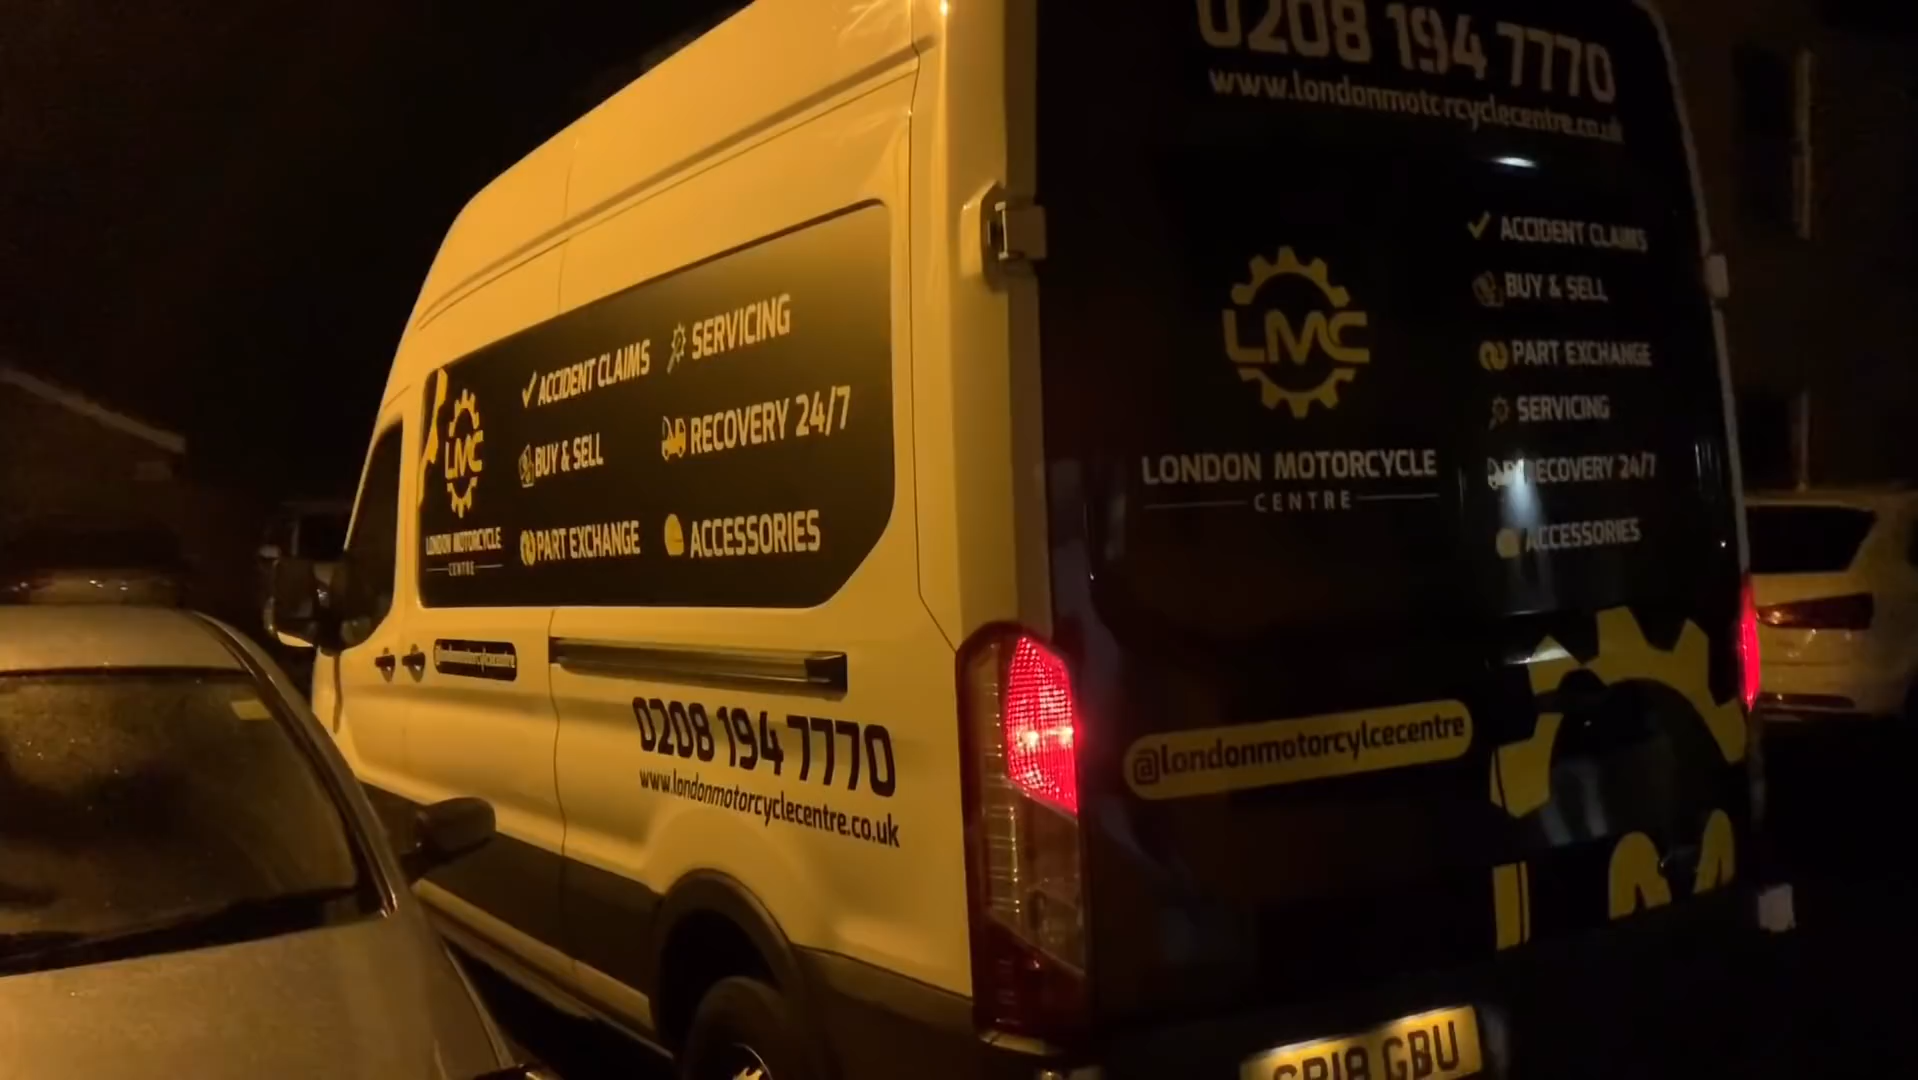 LMC
LONDON MOTORCYCLE
CENTRE
ACCIDENT CLAIMS
BUY & SELL
PART EXCHANGE
SERVICING
RECOVERY 24/7
ACCESSORIES
0208 194 7770
www.londonmotorcyclecentre.co.uk
0208 194 7770
www.londonmotorcyclecentre.co.uk
LMC
LONDON MOTORCYCLE
CENTRE
ACCIDENT CLAIMS
BUY & SELL
PART EXCHANGE
SERVICING
RECOVERY 24/7
ACCESSORIES
@londonmotorcylcecentre
GBU